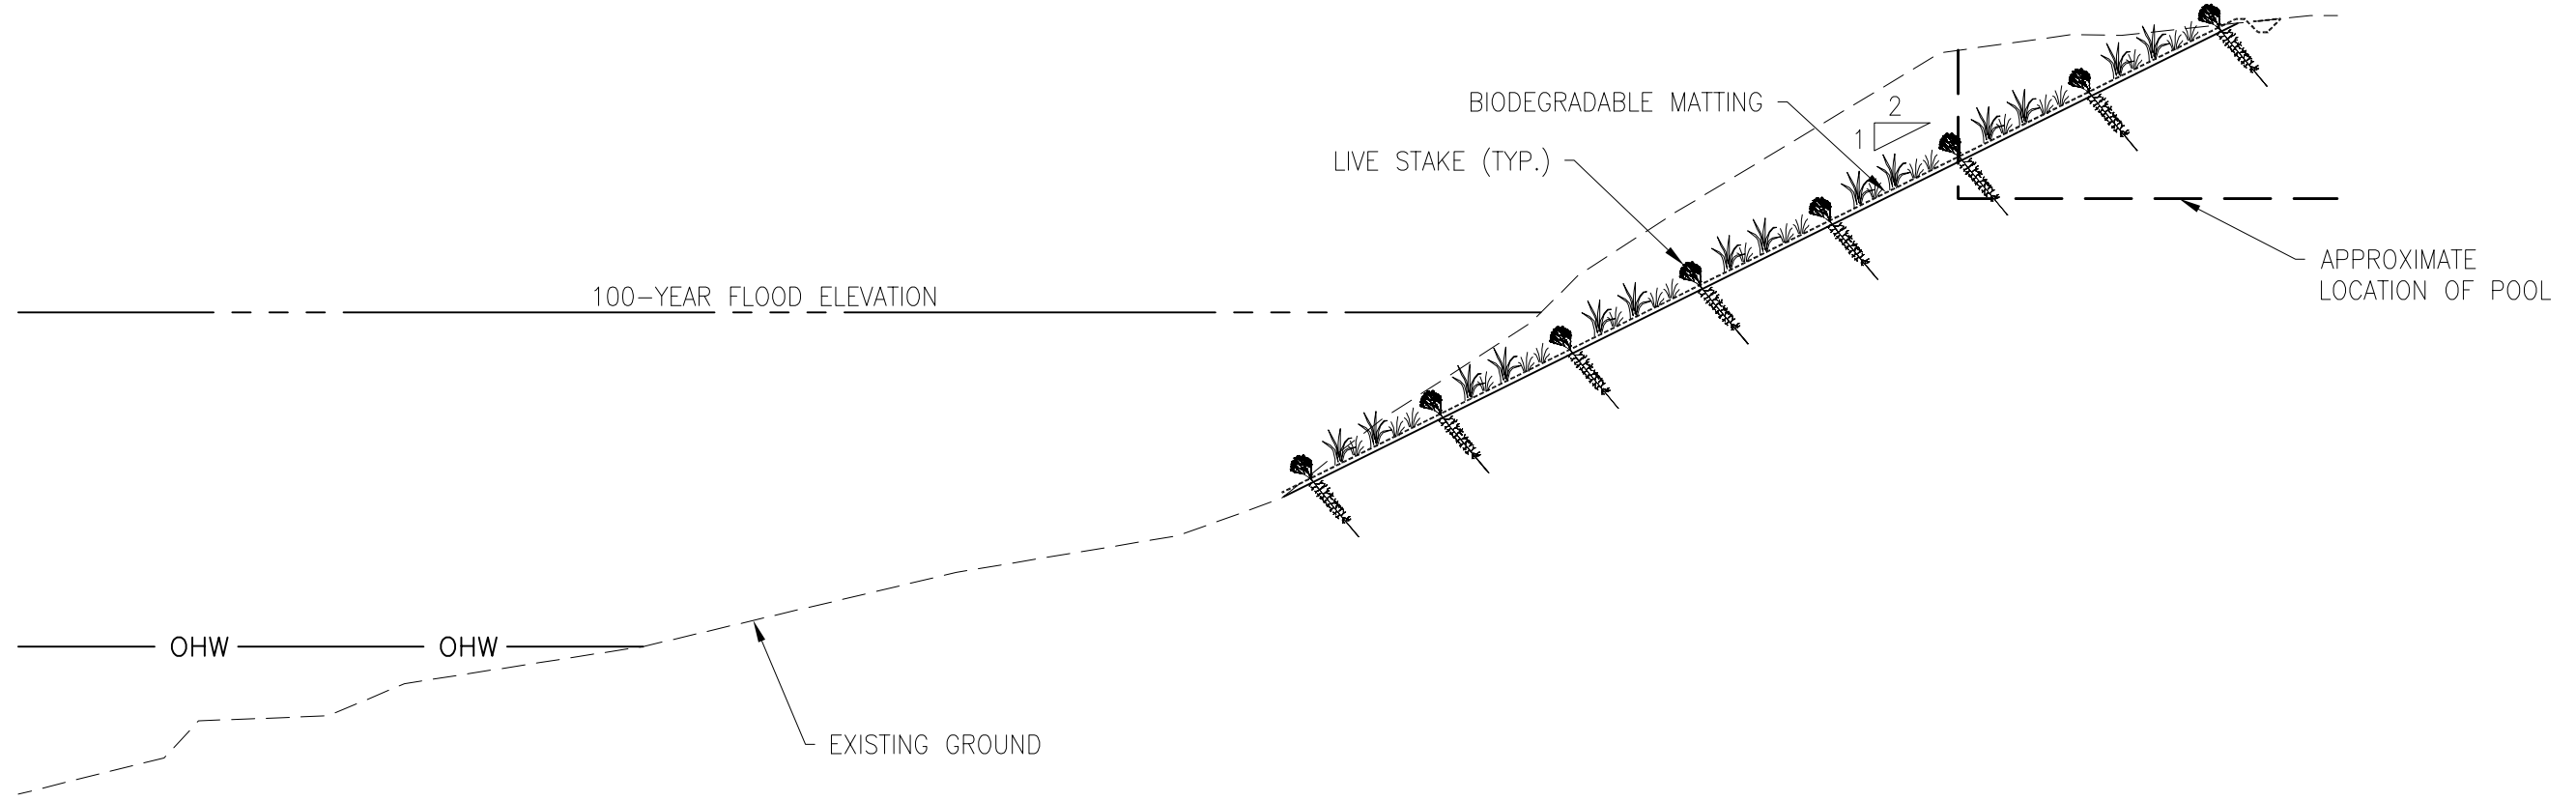 BIODEGRADABLE MATTING
2
1
LIVE STAKE (TYP.)
APPROXIMATE
LOCATION OF POOL
100-YEAR FLOOD ELEVATION
OHW OHW
EXISTING GROUND